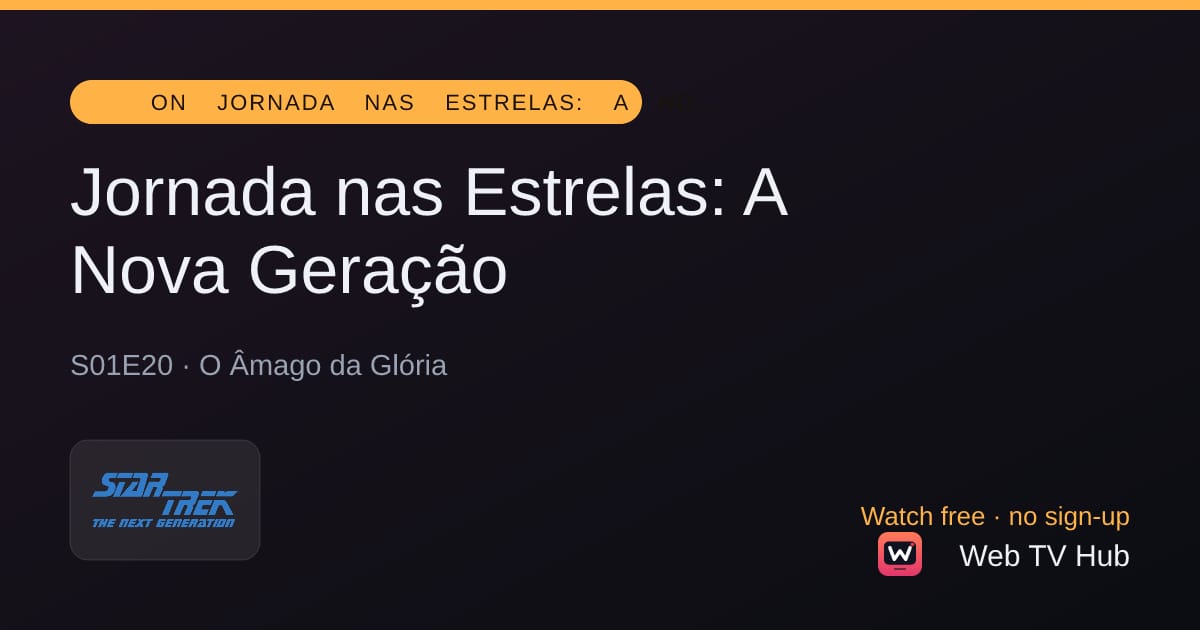 ON JORNADA NAS ESTRELAS: A
Jornada nas Estrelas: A
Nova Geração
S01E20 · O Âmago da Glória
STAR
TREK
THE NEXT GENERATION
Watch free · no sign-up
W
Web TV Hub